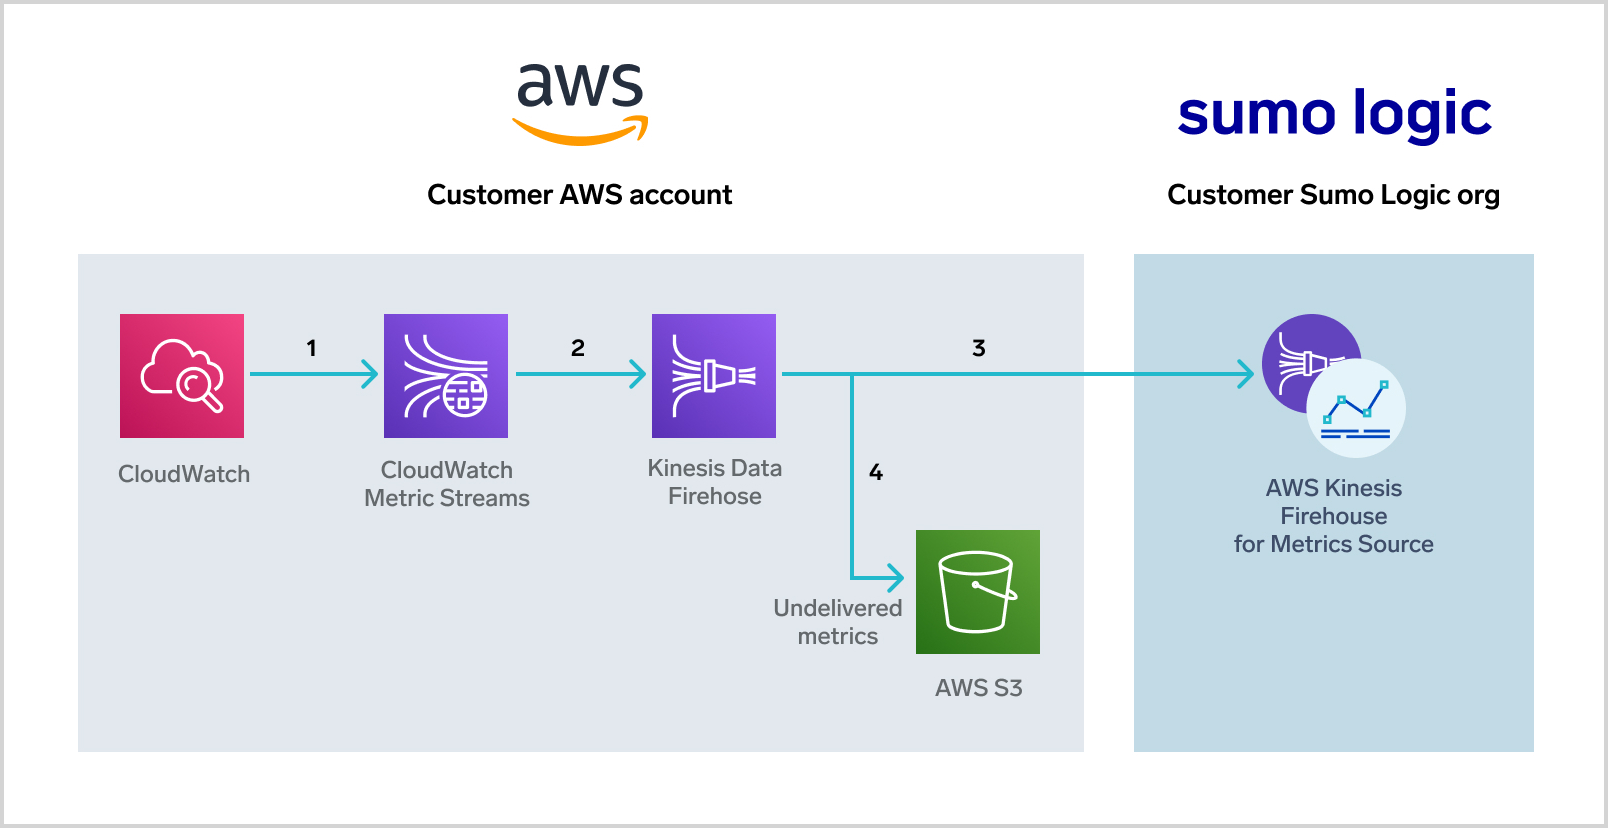 aws
sumo logic
Customer AWS account
Customer Sumo Logic org
1
2
3
CloudWatch
CloudWatch
Metric Streams
Kinesis Data
Firehose
4
AWS Kinesis
Firehouse
for Metrics Source
Undelivered
metrics
AWS S3